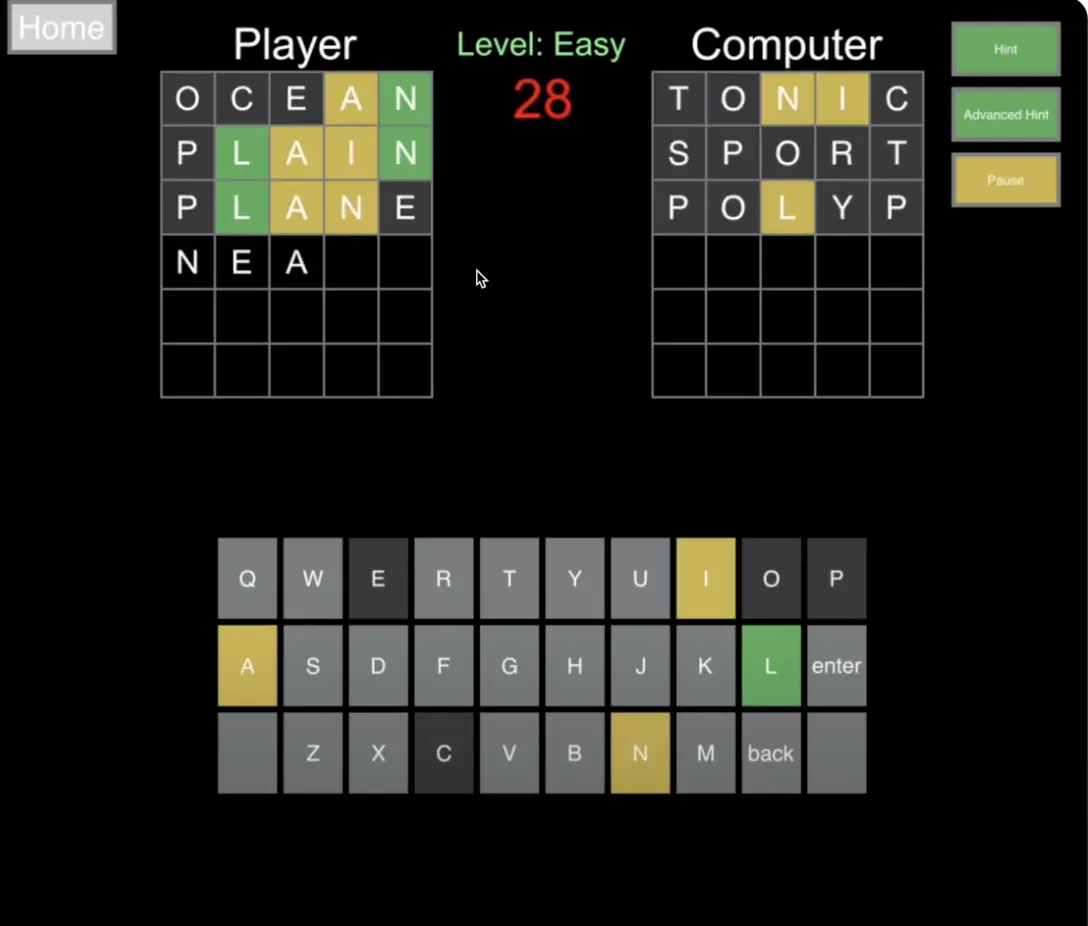 Home
Player
Level: Easy
Computer
Hint
28
Advanced Hint
Pause
O C E A N
P L A I N
P L A N E
N E A
T O N I C
S P O R T
P O L Y P
Q W E R T Y U I O P
A S D F G H J K L enter
Z X C V B N M back